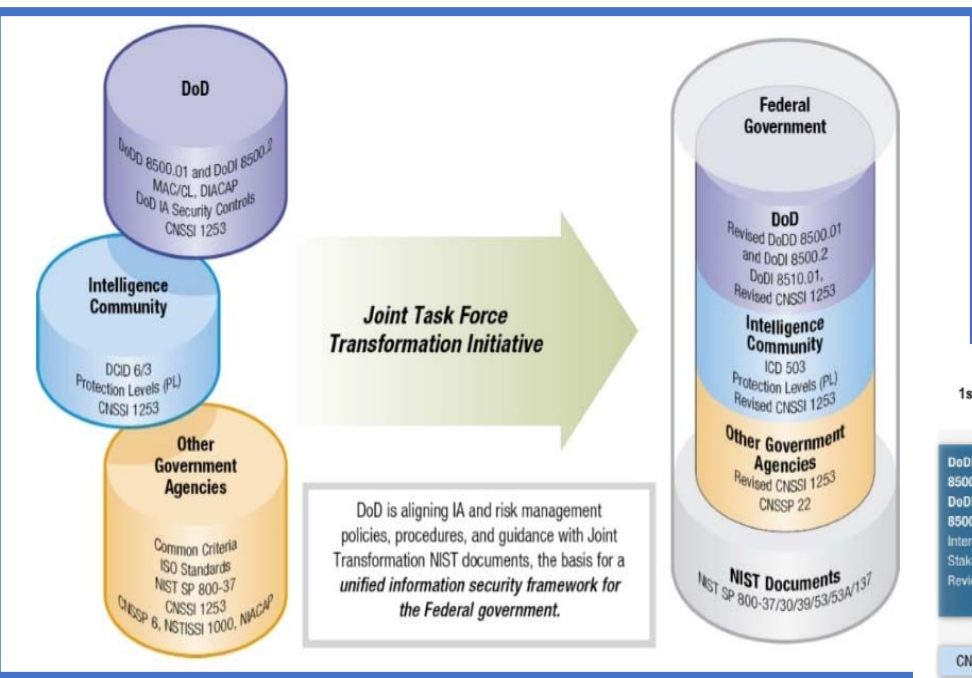 DoD
DoDD 8500.01 and DoDI 8500.2
MAC/CL, DIACAP
DoD IA Security Controls
CNSSI 1253
Intelligence
Community
DCID 6/3
Protection Levels (PL)
CNSSI 1253
Other
Government
Agencies
Common Criteria
ISO Standards
NIST SP 800-37
CNSSI 1253
CNSSP 6, NSTISSI 1000, NIACAP
Joint Task Force
Transformation Initiative
DoD is aligning IA and risk management
policies, procedures, and guidance with Joint
Transformation NIST documents, the basis for a
unified information security framework for
the Federal government.
Federal
Government
DoD
Revised DoDD 8500.01
and DoDI 8500.2
DoDI 8510.01,
Revised CNSSI 1253
Intelligence
Community
ICD 503
Protection Levels (PL)
Revised CNSSI 1253
Other Government
Agencies
Revised CNSSI 1253
CNSSP 22
NIST Documents
NIST SP 800-37/30/39/53/53A/137